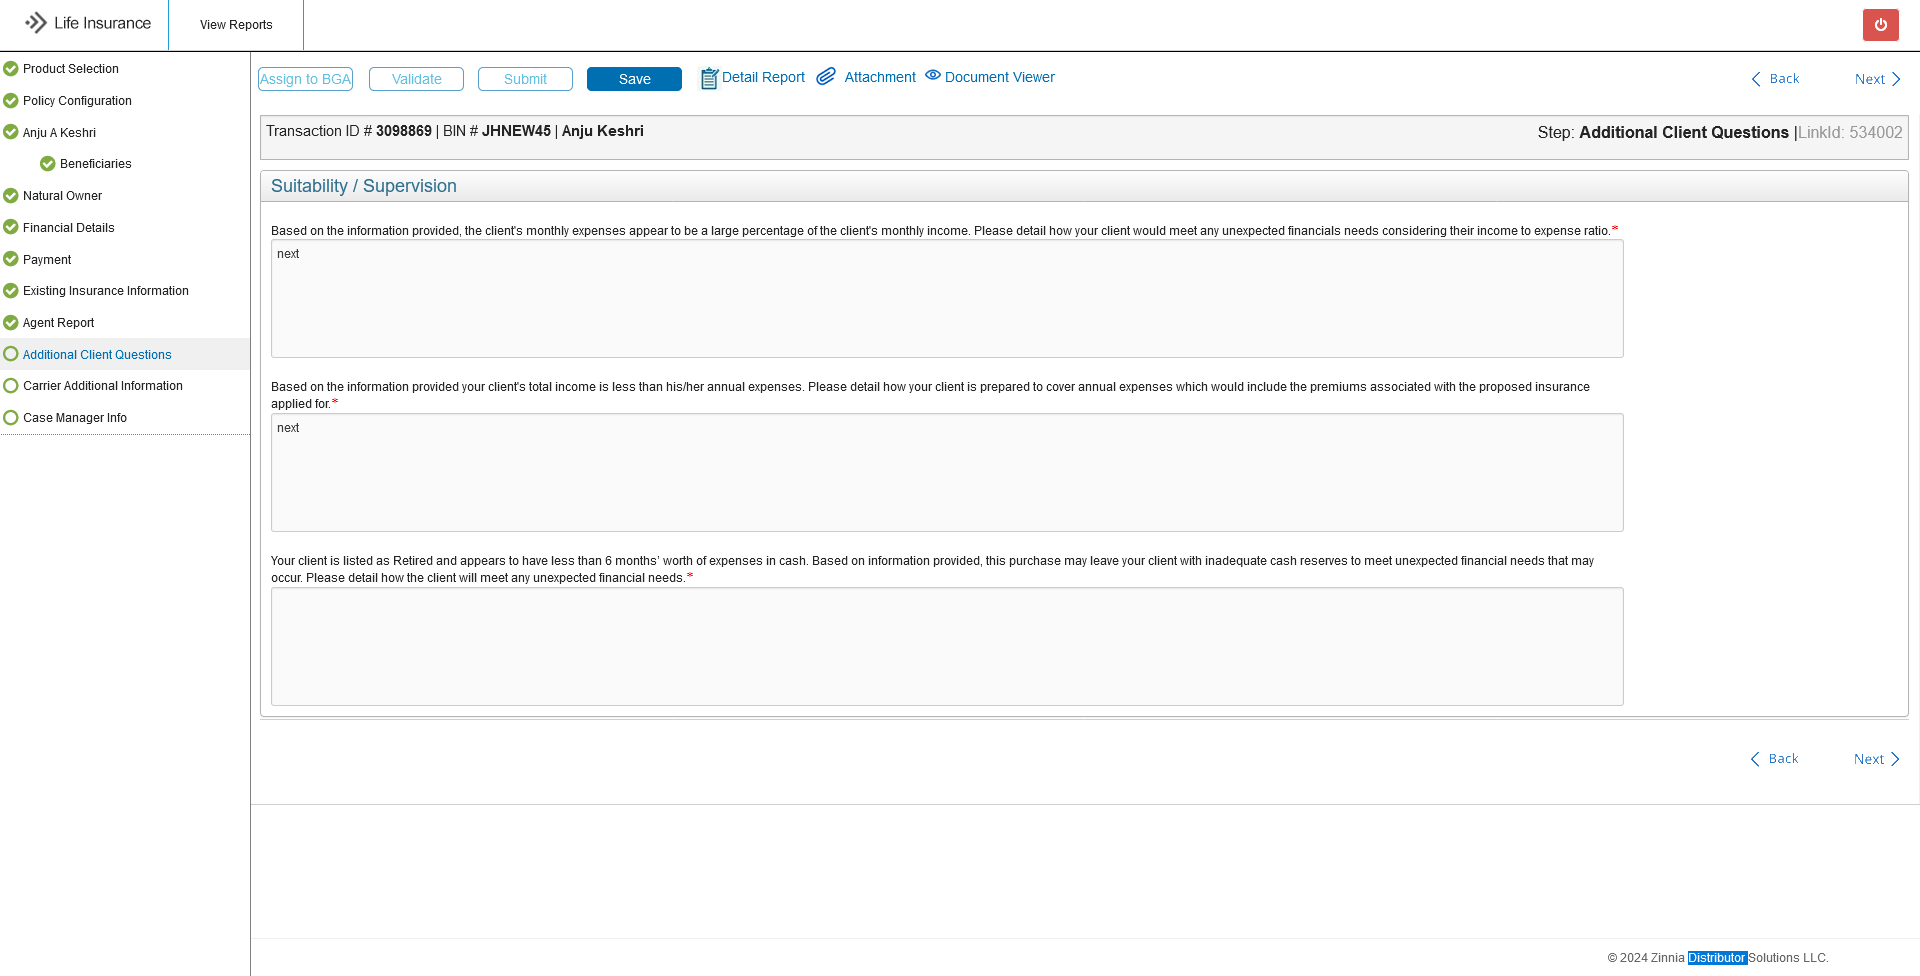 Life Insurance
View Reports
Product Selection
Policy Configuration
Anju A Keshri
Beneficiaries
Natural Owner
Financial Details
Payment
Existing Insurance Information
Agent Report
Additional Client Questions
Carrier Additional Information
Case Manager Info
Assign to BGA
Validate
Submit
Save
Detail Report
Attachment
Document Viewer
Back
Next
Transaction ID # 3098869 | BIN # JHNEW45 | Anju Keshri
Step: Additional Client Questions |LinkId: 534002
Suitability / Supervision
Based on the information provided, the client's monthly expenses appear to be a large percentage of the client's monthly income. Please detail how your client would meet any unexpected financials needs considering their income to expense ratio.*
next
Based on the information provided your client's total income is less than his/her annual expenses. Please detail how your client is prepared to cover annual expenses which would include the premiums associated with the proposed insurance
applied for.*
next
Your client is listed as Retired and appears to have less than 6 months' worth of expenses in cash. Based on information provided, this purchase may leave your client with inadequate cash reserves to meet unexpected financial needs that may
occur. Please detail how the client will meet any unexpected financial needs.*
Back
Next
© 2024 Zinnia Distributor Solutions LLC.